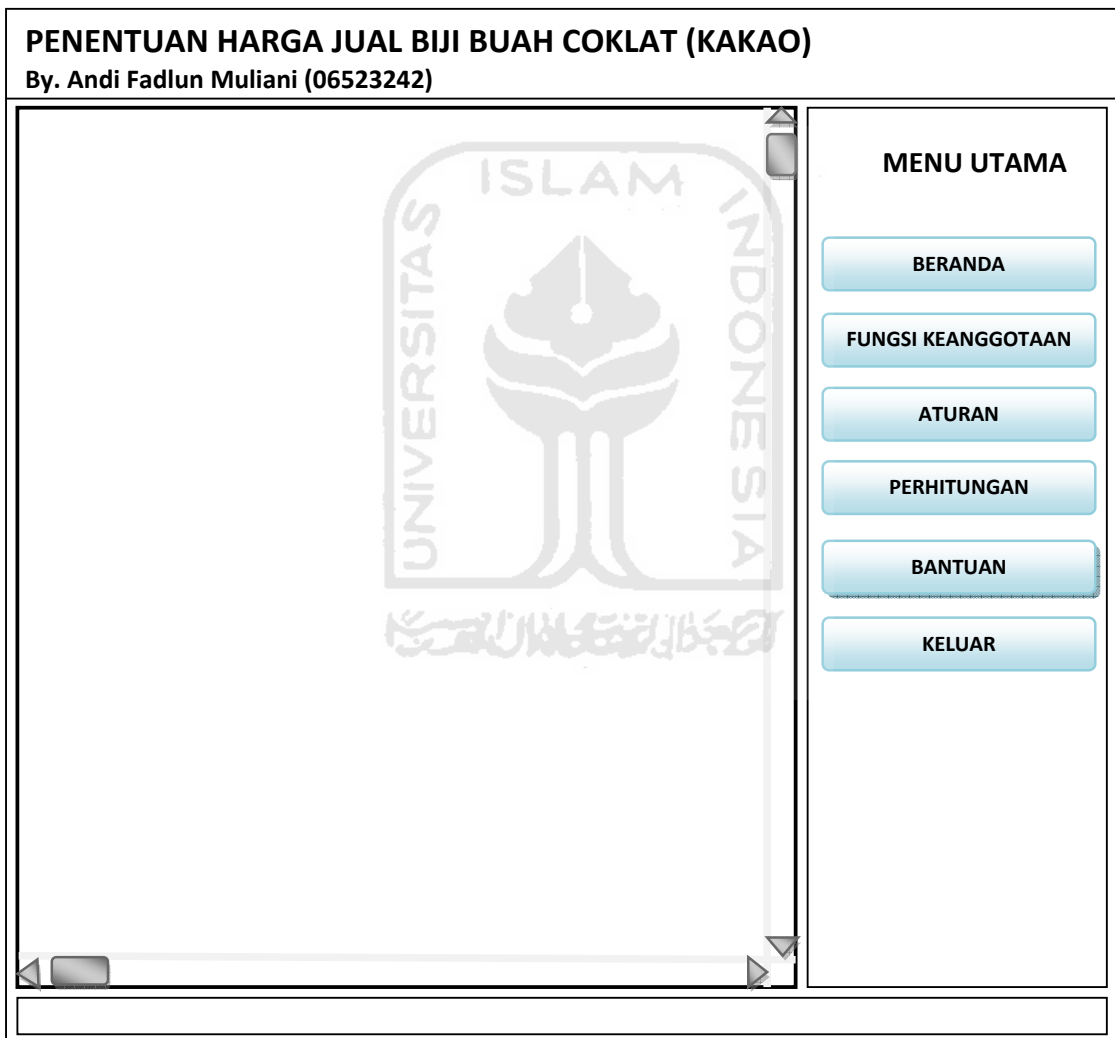 PENENTUAN HARGA JUAL BIJI BUAH COKLAT (KAKAO)
By. Andi Fadlun Muliani (06523242)
UNIVERSITAS
ISLAM
INDONESIA
MENU UTAMA
BERANDA
FUNGSI KEANGGOTAAN
ATURAN
PERHITUNGAN
BANTUAN
KELUAR